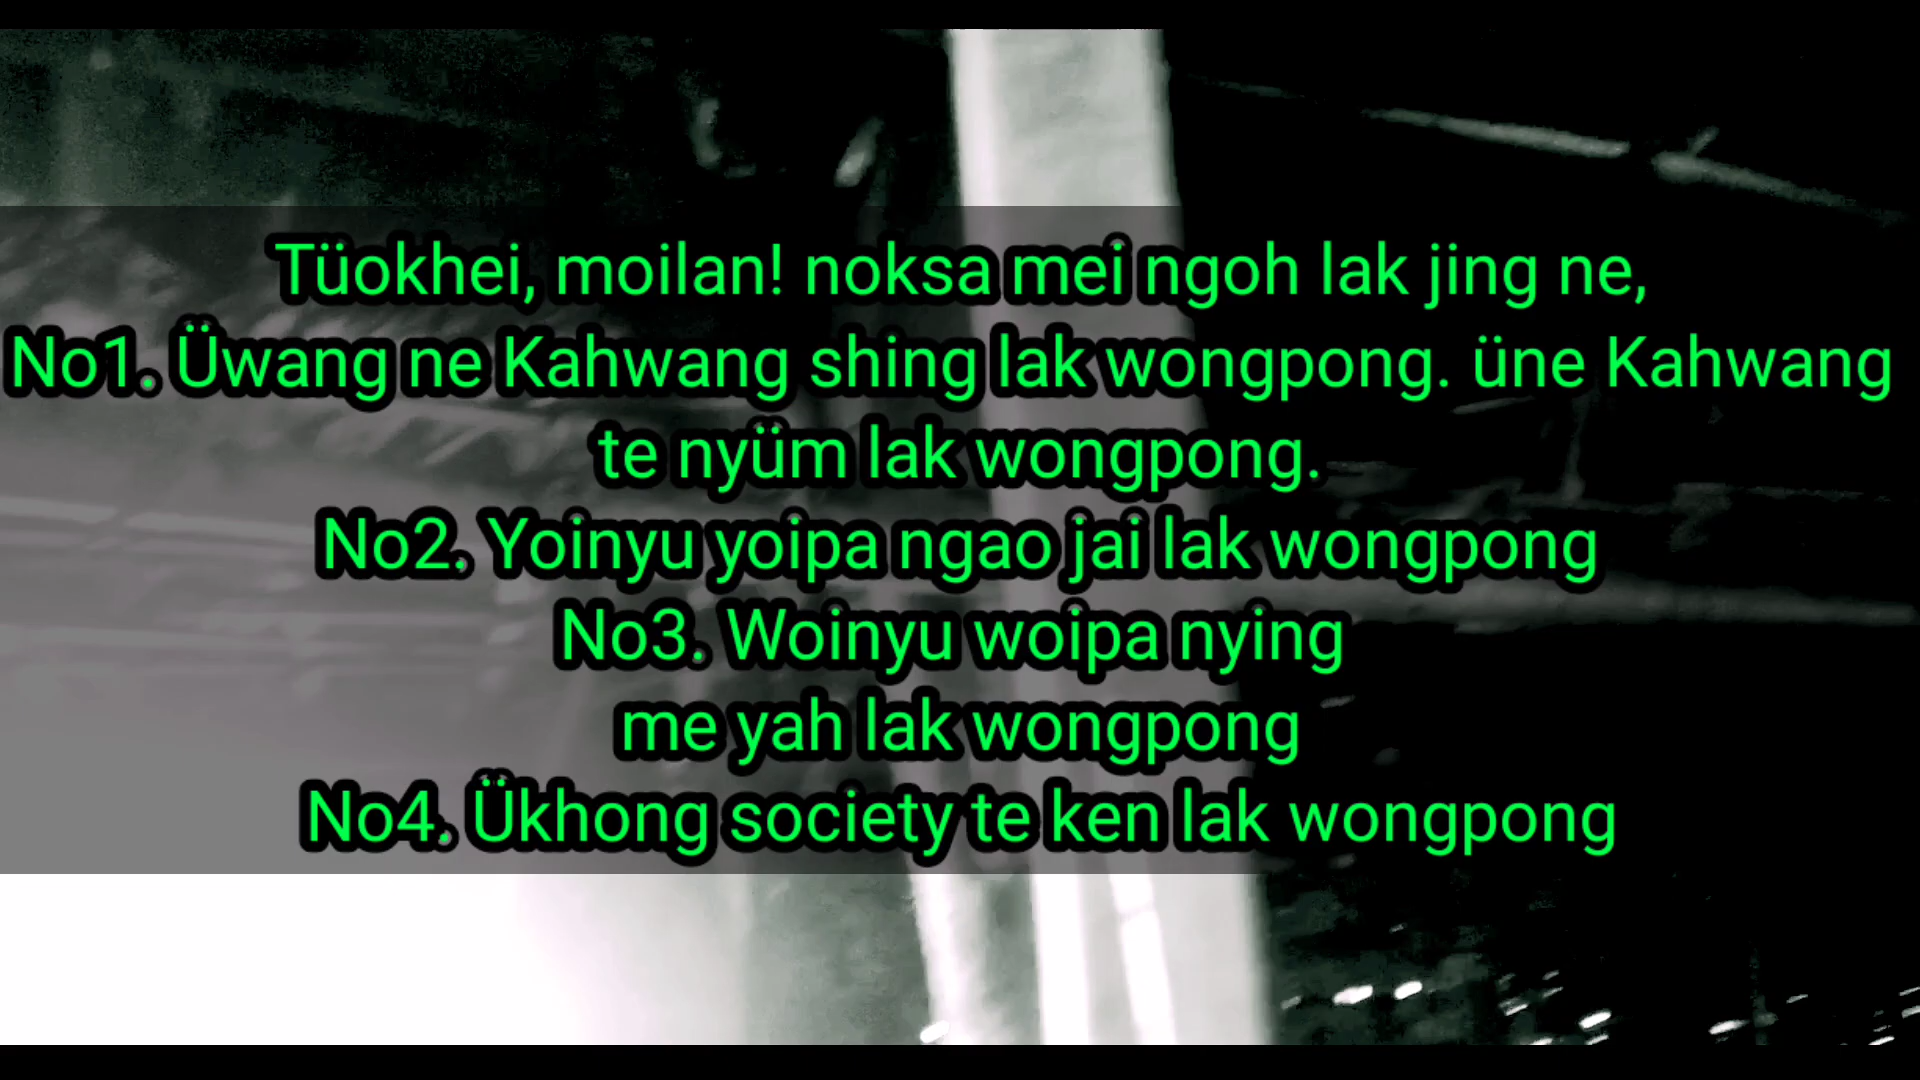 Tüokhei, moilan! noksa mei ngoh lak jing ne,
No1. Üwang ne Kahwang shing lak wongpong. üne Kahwang
te nyüm lak wongpong.
No2. Yoinyu yoipa ngao jai lak wongpong
No3. Woinyu woipa nying
me yah lak wongpong
No4. Ükhong society te ken lak wongpong